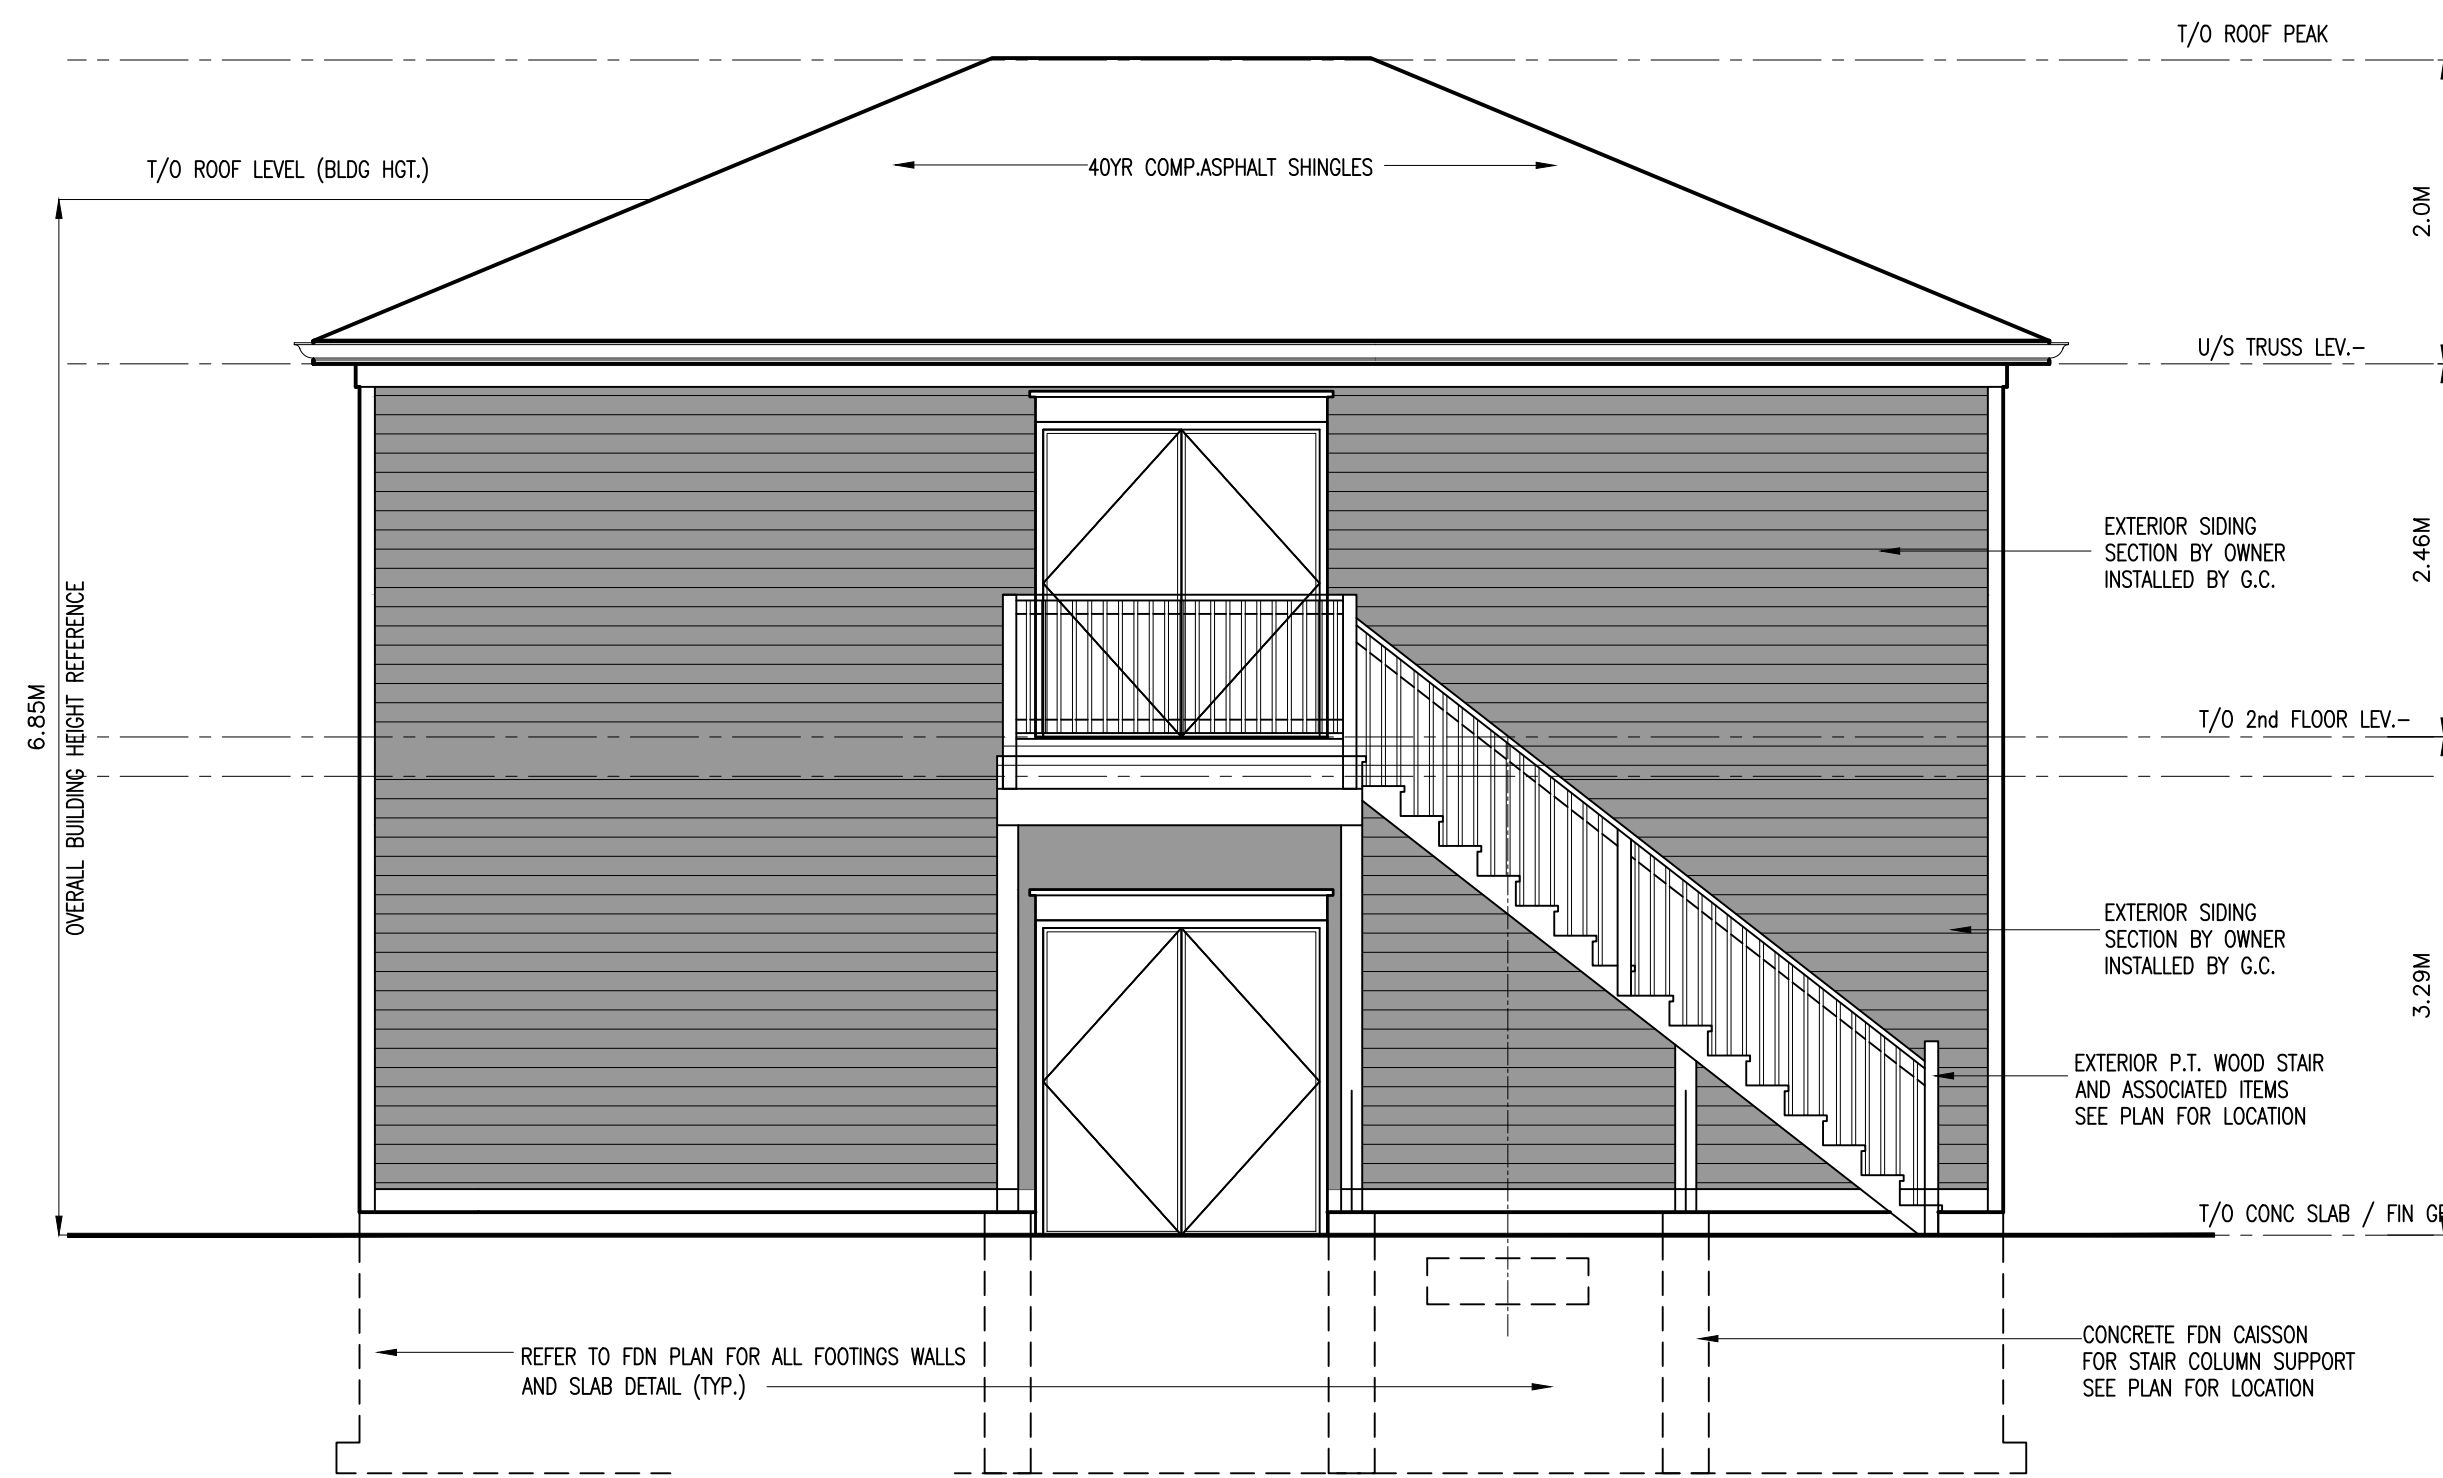 T/O ROOF PEAK
T/O ROOF LEVEL (BLDG HGT.)
40YR COMP.ASPHALT SHINGLES
2.0M
U/S TRUSS LEV.-
EXTERIOR SIDING
SECTION BY OWNER
INSTALLED BY G.C.
2.46M
6.85M
OVERALL BUILDING HEIGHT REFERENCE
T/O 2nd FLOOR LEV.-
EXTERIOR SIDING
SECTION BY OWNER
INSTALLED BY G.C.
3.29M
EXTERIOR P.T. WOOD STAIR
AND ASSOCIATED ITEMS
SEE PLAN FOR LOCATION
T/O CONC SLAB / FIN
REFER TO FDN PLAN FOR ALL FOOTINGS WALLS
AND SLAB DETAIL (TYP.)
CONCRETE FDN CAISSON
FOR STAIR COLUMN SUPPORT
SEE PLAN FOR LOCATION